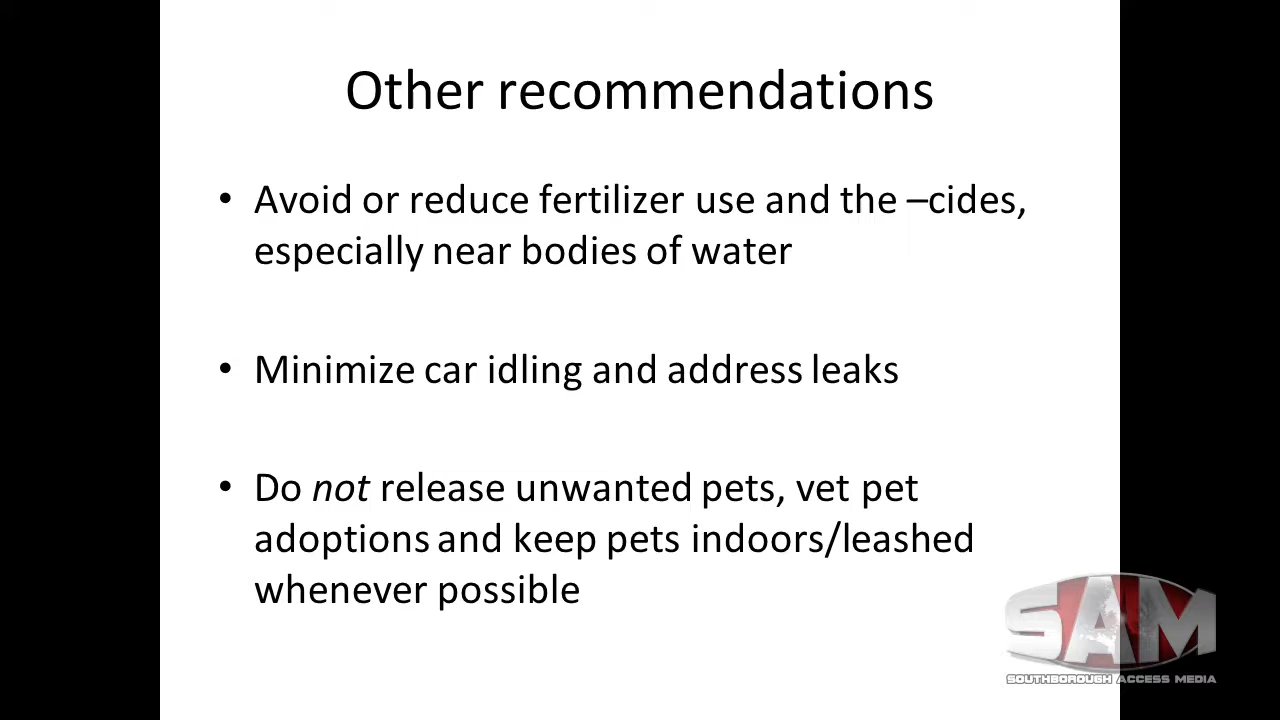 Other recommendations
• Avoid or reduce fertilizer use and the –cides,
especially near bodies of water
• Minimize car idling and address leaks
• Do not release unwanted pets, vet pet
adoptions and keep pets indoors/leashed
whenever possible
SAM
SOUTHBOROUGH ACCESS MEDIA